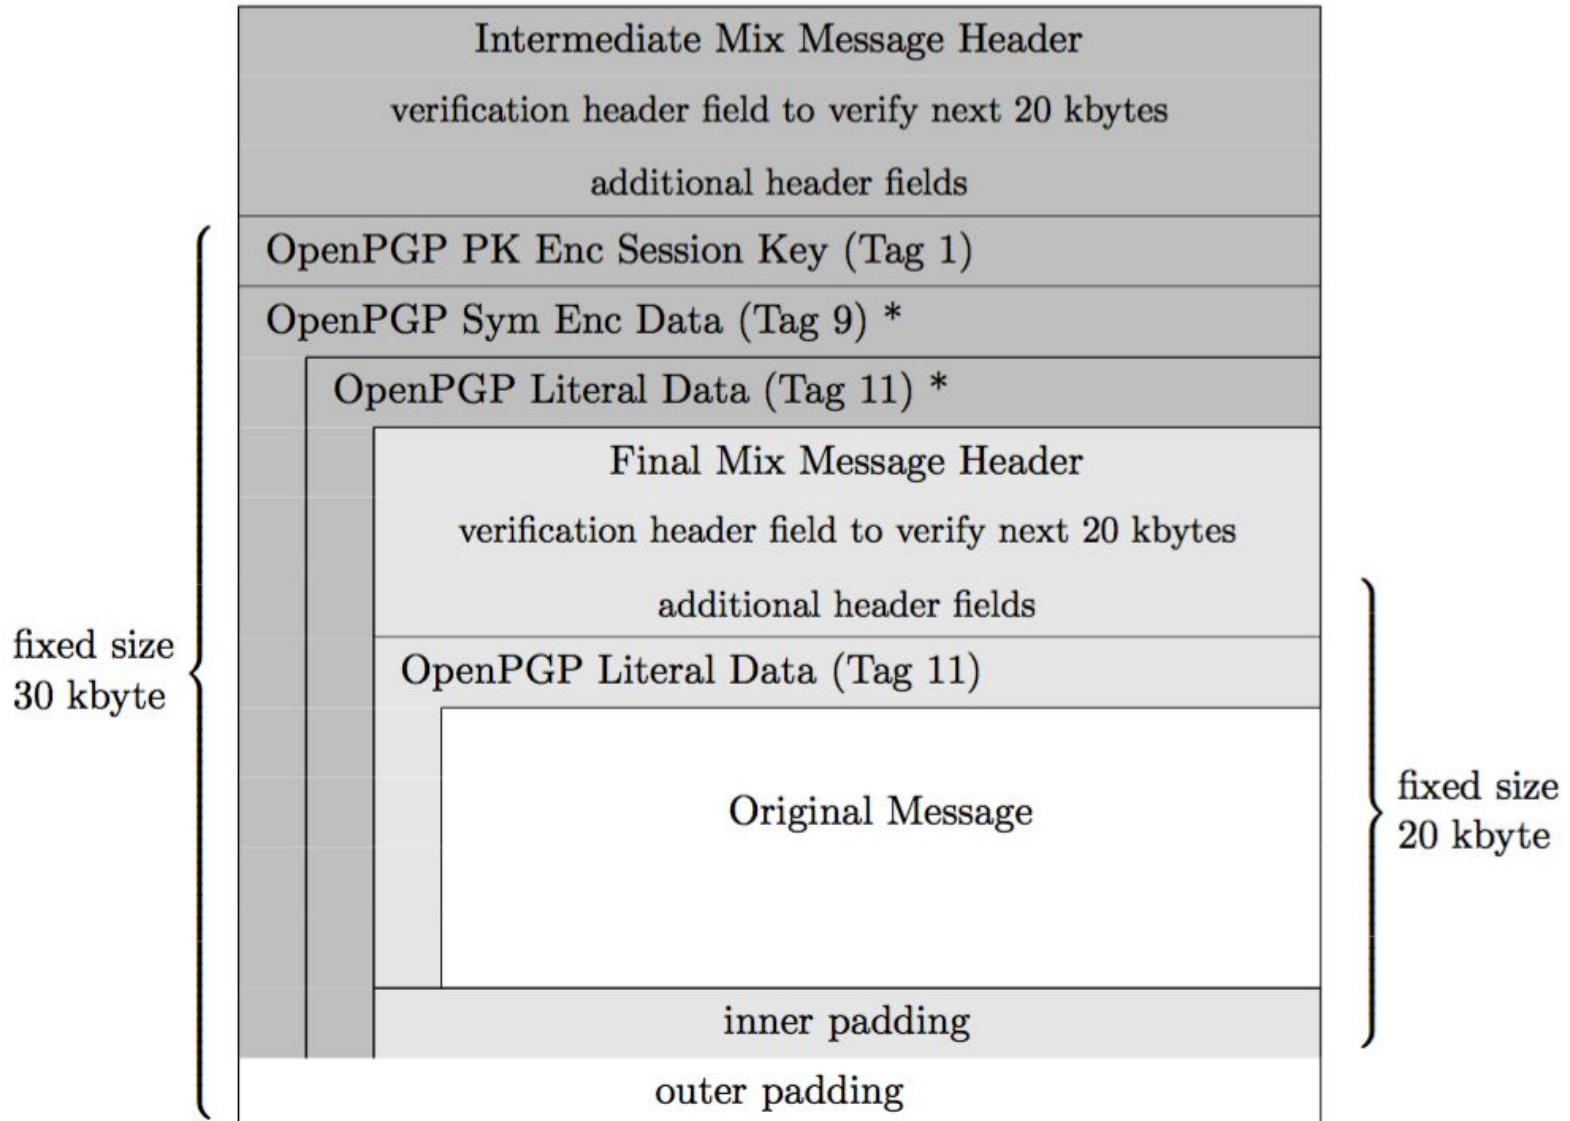 Intermediate Mix Message Header
verification header field to verify next 20 kbytes
additional header fields
OpenPGP PK Enc Session Key (Tag 1)
OpenPGP Sym Enc Data (Tag 9) *
OpenPGP Literal Data (Tag 11) *
Final Mix Message Header
verification header field to verify next 20 kbytes
additional header fields
OpenPGP Literal Data (Tag 11)
Original Message
inner padding
outer padding
fixed size
30 kbyte
fixed size
20 kbyte